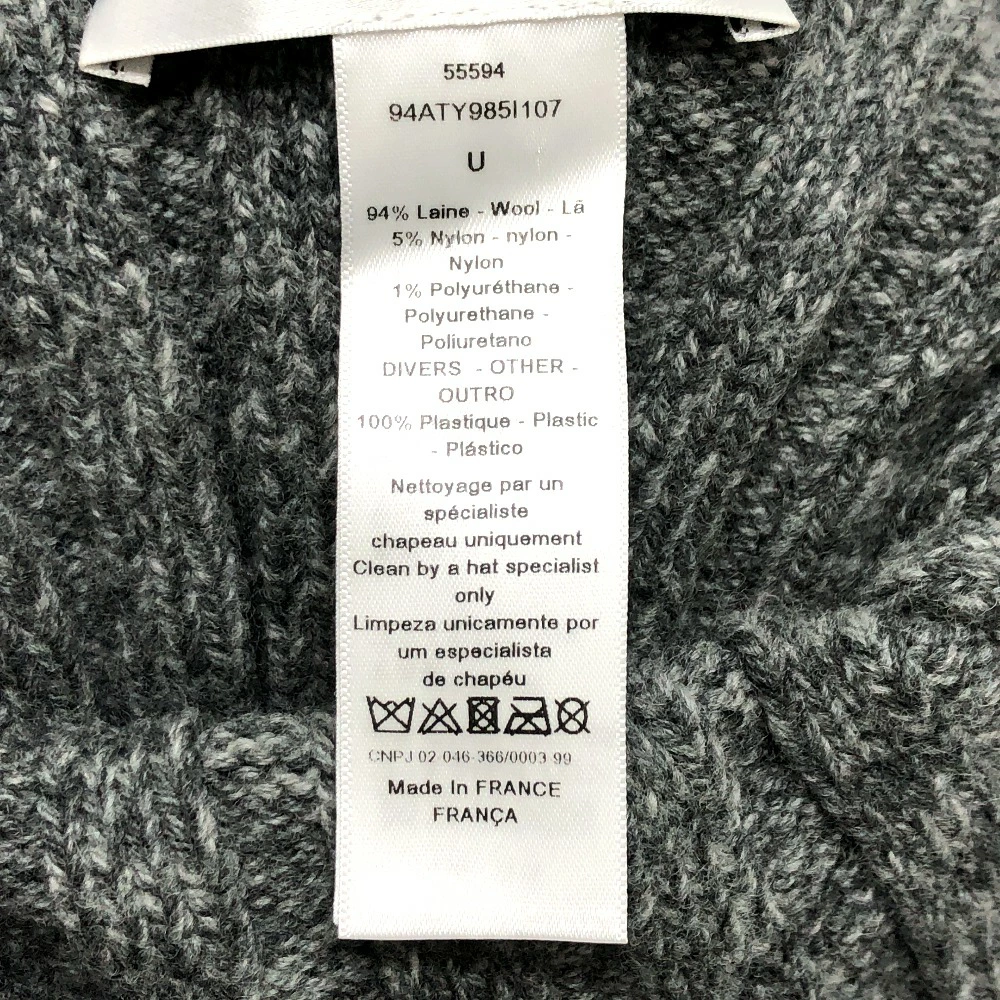 55594
94ATY985I107
U
94% Laine - Wool - Lã
5% Nylon - nylon -
Nylon
1% Polyuréthane -
Polyurethane -
Poliuretano
DIVERS - OTHER -
OUTRO
100% Plastique - Plastic
- Plástico
Nettoyage par un
spécialiste
chapeau uniquement
Clean by a hat specialist
only
Limpeza unicamente por
um especialista
de chapéu
CNPJ 02 046-366/0003 99
Made In FRANCE
FRANÇA